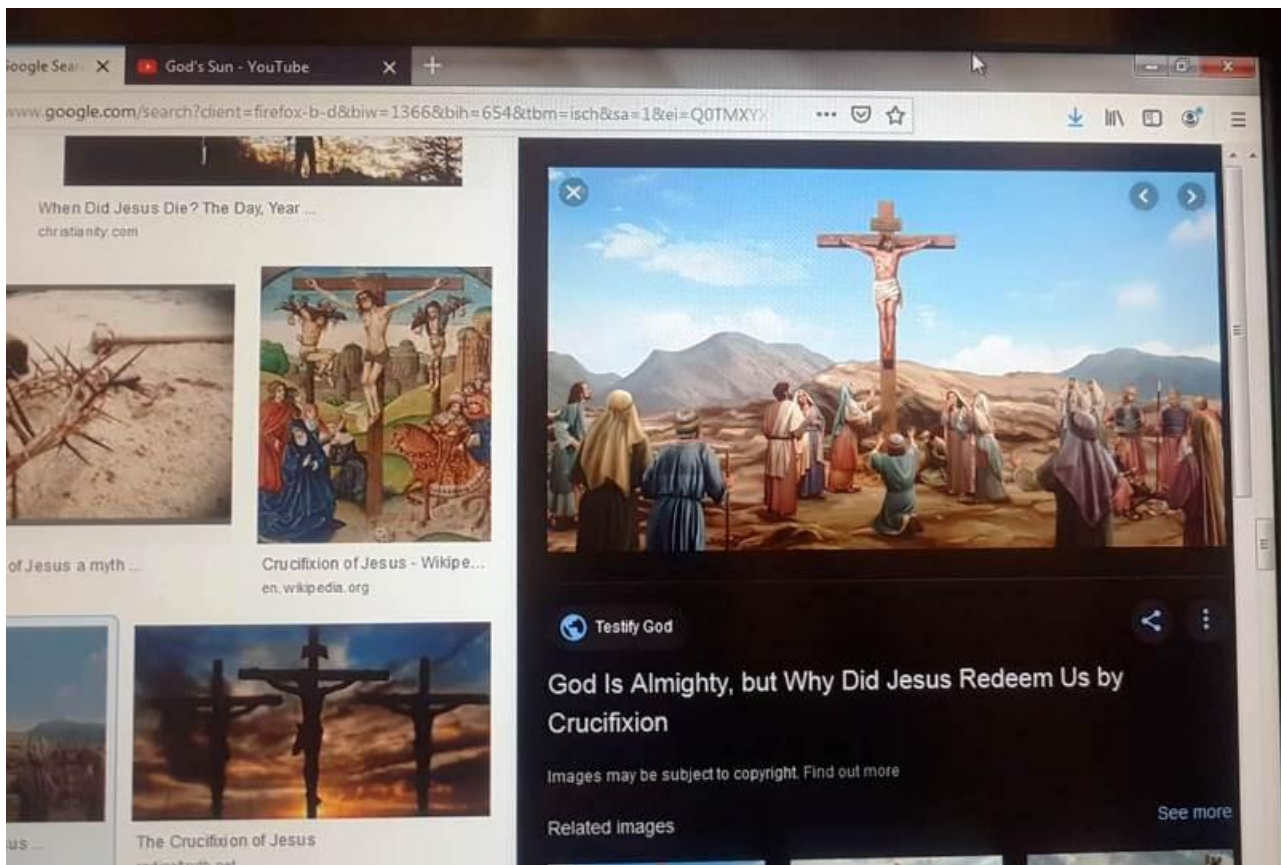 God's Sun - YouTube
www.google.com/search?client=firefox-b-d&biw=1366&bih=654&tbm=isch&sa=1&ei=Q0TMXYX
When Did Jesus Die? The Day, Year ...
christianity.com
of Jesus a myth ...
Crucifixion of Jesus - Wikipe...
en.wikipedia.org
The Crucifixion of Jesus
Testify God
God Is Almighty, but Why Did Jesus Redeem Us by
Crucifixion
Images may be subject to copyright. Find out more
Related images
See more